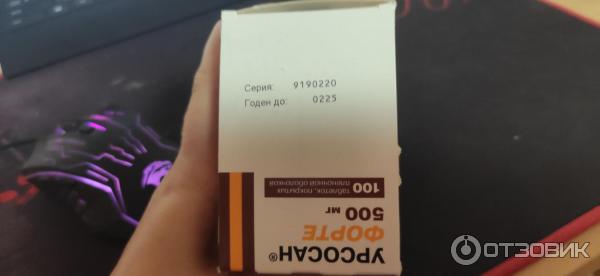 Серия: 9190220
Годен до: 0225
УРСОСАН®
ФОРТЕ
500 мг
100 таблеток, покрытых
пленочной оболочкой
ОТЗОВИК